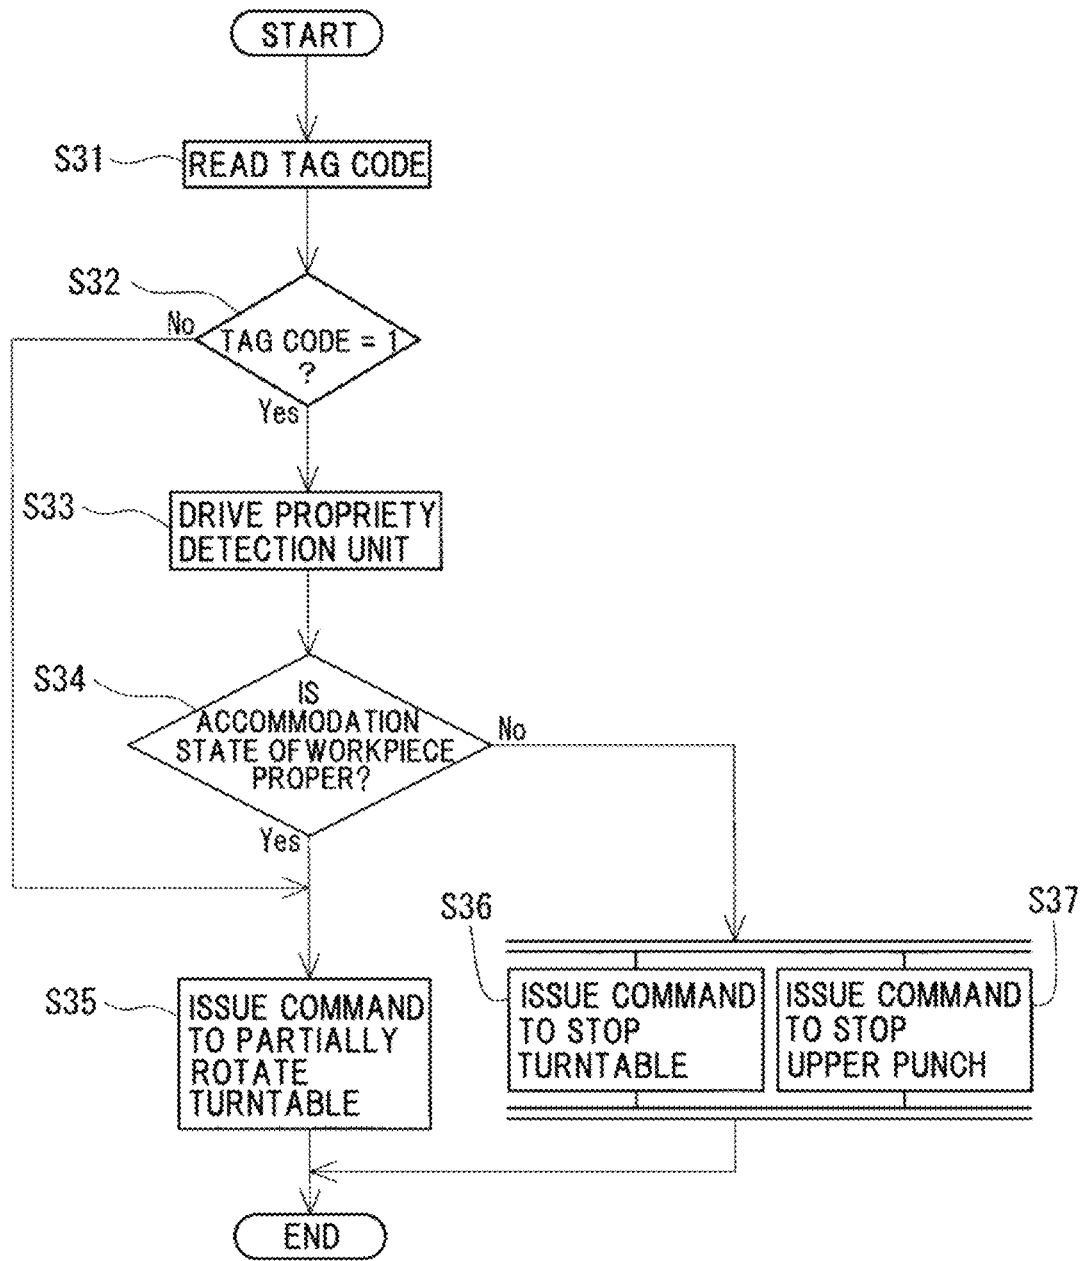 START
S31
READ TAG CODE
S32
No
TAG CODE = 1
?
Yes
S33
DRIVE PROPRIETY
DETECTION UNIT
S34
IS
ACCOMMODATION
STATE OF WORKPIECE
PROPER?
No
Yes
S35
ISSUE COMMAND
TO PARTIALLY
ROTATE
TURNTABLE
S36
ISSUE COMMAND
TO STOP
TURNTABLE
S37
ISSUE COMMAND
TO STOP
UPPER PUNCH
END